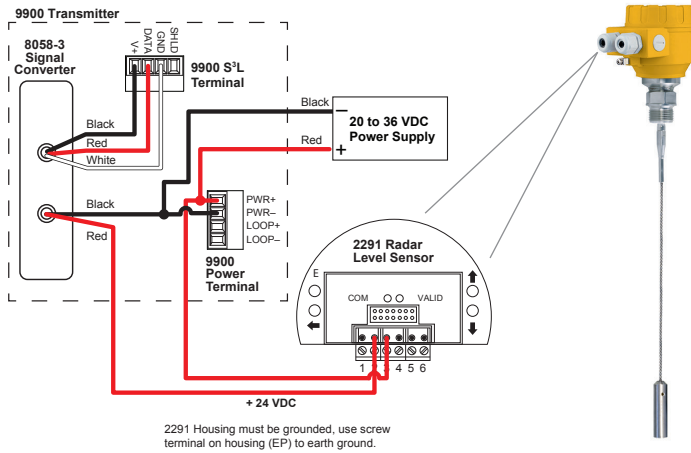 9900 Transmitter
8058-3
Signal
Converter
V+
DATA
GND
SHLD
9900 S³L
Terminal
Black
Red
White
Black
Red
20 to 36 VDC
Power Supply
–
+
Black
Red
PWR+
PWR–
LOOP+
LOOP–
9900
Power
Terminal
2291 Radar
Level Sensor
E
COM
VALID
1 2 3 4 5 6
+ 24 VDC
2291 Housing must be grounded, use screw
terminal on housing (EP) to earth ground.